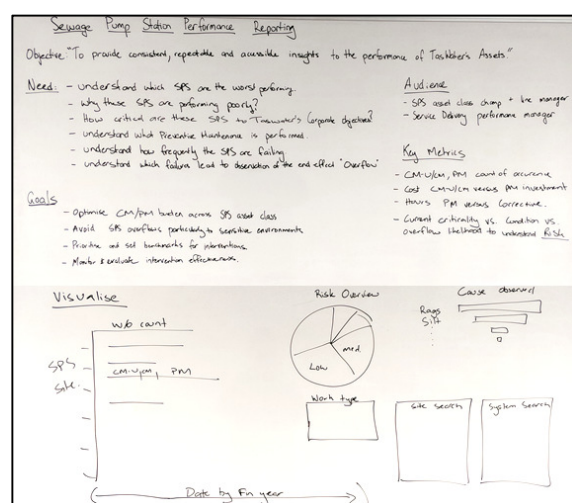 Sewage Pump Station Performance Reporting
Objective "To provide consistent, repeatable and accessible insights to the performance of TasWater's Assets."
Need: - understand which SPS are the worst performing.
- why these SPS are performing poorly?
- How critical are these SPS to Taswater's Corporate objectives?
- understand what Preventive Maintenance is performed.
- understand how frequently the SPS are failing
- understand which failures lead to observation of the end effect "Overflow"
Goals
- Optimise CM/PM burden across SPS asset class
- Avoid SPS overflows particularly to sensitive environments
- Prioritise and set benchmarks for interventions.
- Monitor & evaluate intervention effectiveness.
Audience
- SPS asset class champ + line manager
- Service Delivery performance manager
Key Metrics
- CM-U/CM, PM count of occurance
- Cost CM-U/CM versus PM investment
- Hours PM versus Corrective.
- Current criticality vs. Condition vs. overflow likelihood to understand Risk
Visualise
w/o count
SPS
Site.
CM-U/CM, PM
Date by Fin year
Risk Overview
Low
med.
Cause observed
Rags
Silt
Work type
Site search
System Search